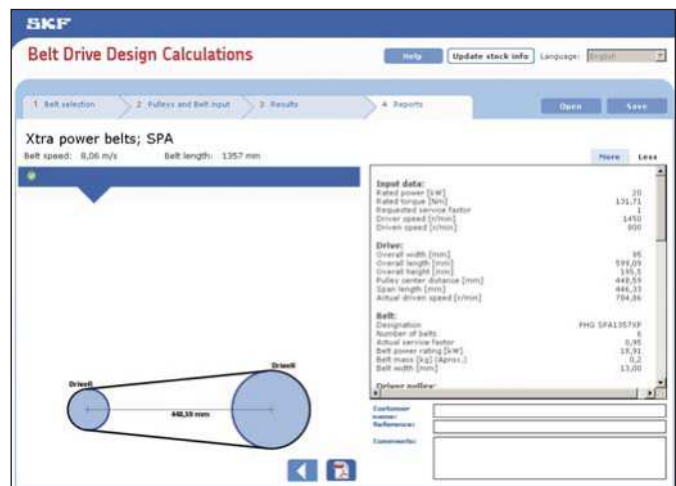 SKF
Belt Drive Design Calculations
Help Update stock info Language: English
1 Belt selection 2 Pulleys and Belt input 3 Results 4 Reports Open Save
Xtra power belts; SPA
Belt speed: 8,06 m/s Belt length: 1357 mm
More Less
Input data:
Rated power [kW] 20
Rated torque [Nm] 131,71
Requested service factor 1
Driver speed [r/min] 1450
Driven speed [r/min] 800
Drive:
Overall width [mm] 95
Overall length [mm] 599,09
Overall height [mm] 195,5
Pulley center distance [mm] 448,59
Span length [mm] 446,33
Actual driven speed [r/min] 784,86
Belt:
Designation PHG SPA1357XP
Number of belts 6
Actual service factor 0,95
Belt power rating [kW] 18,91
Belt mass [kg] (Aprox.) 0,2
Belt width [mm] 13,00
Driver pulley:
DriveR
DriveN
448,59 mm
Customer name:
Reference:
Comments: